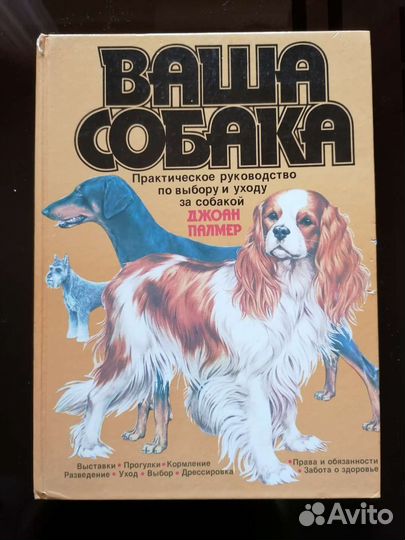 ВАША
СОБАКА
Практическое руководство
по выбору и уходу
за собакой
ДЖОАН
ПАЛМЕР
Выставки • Прогулки • Кормление
Разведение • Уход • Выбор • Дрессировка
• Права и обязанности
• Забота о здоровье
Avito